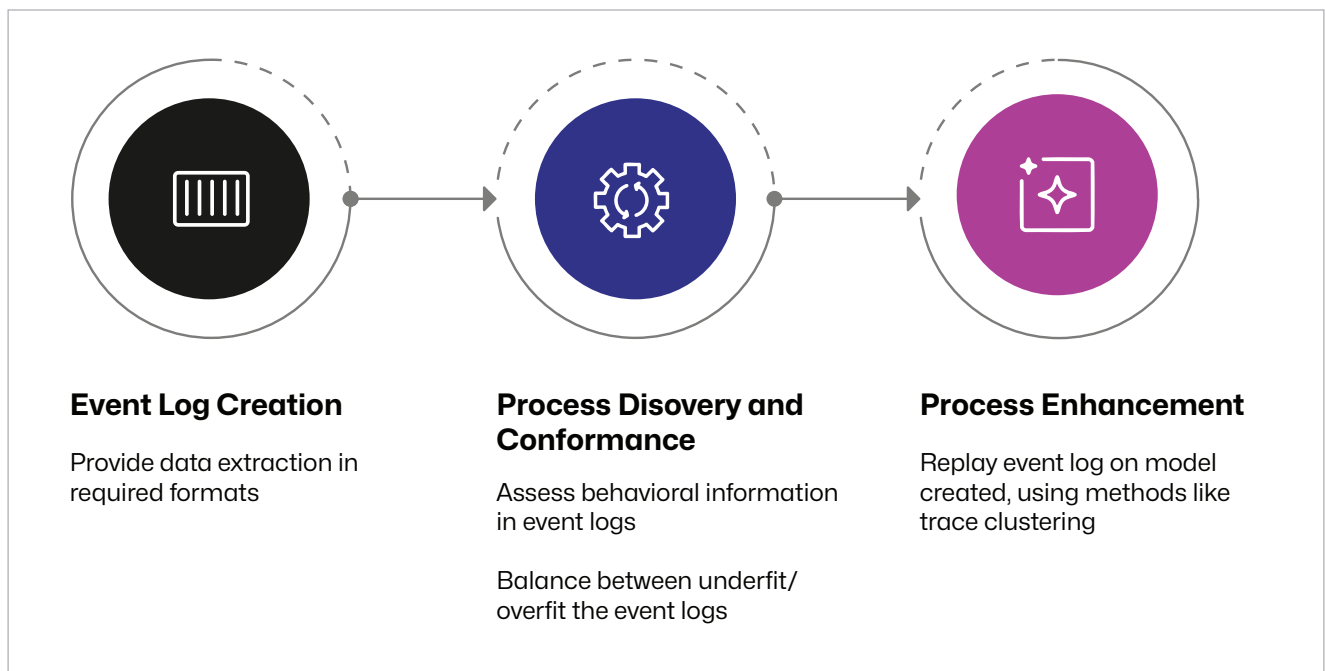 Event Log Creation
Provide data extraction in
required formats
Process Disovery and
Conformance
Assess behavioral information
in event logs
Balance between underfit/
overfit the event logs
Process Enhancement
Replay event log on model
created, using methods like
trace clustering